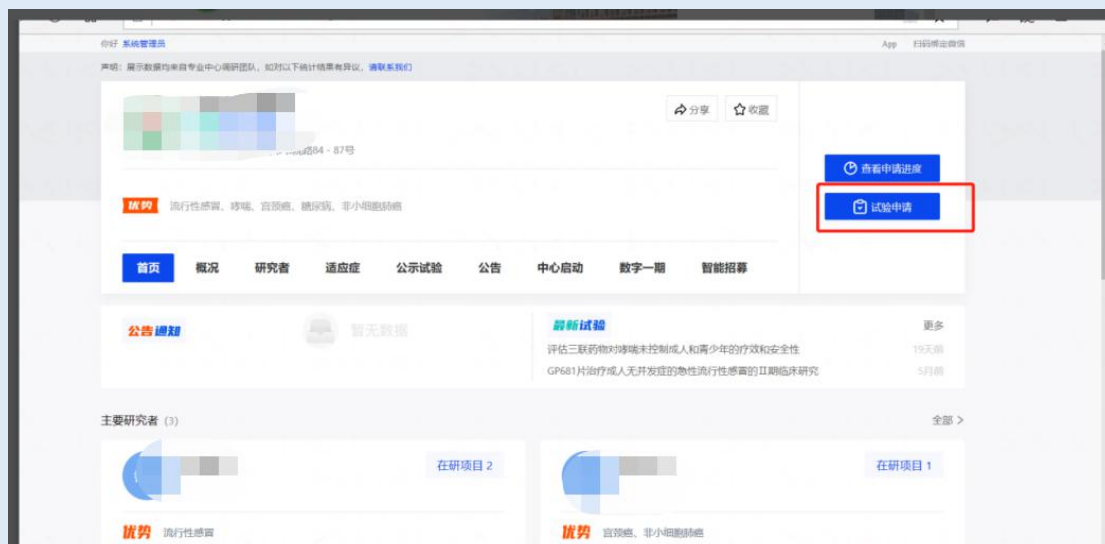 你好 系统管理员
App 扫码绑定微信
声明：展示数据均来自专业中心调研团队，如对以下统计结果有异议，请联系我们
分享 收藏
84 - 87号
查看申请进度
优势 流行性感冒、哮喘、宫颈癌、糖尿病、非小细胞肺癌
试验申请
首页 概况 研究者 适应症 公示试验 公告 中心启动 数字一期 智能招募
公告通知
暂无数据
最新试验
更多
评估三联药物对哮喘未控制成人和青少年的疗效和安全性 19天前
GP681片治疗成人无并发症的急性流行性感冒的II期临床研究 5月前
主要研究者 (3)
全部 >
在研项目 2
在研项目 1
优势 流行性感冒
优势 宫颈癌、非小细胞肺癌